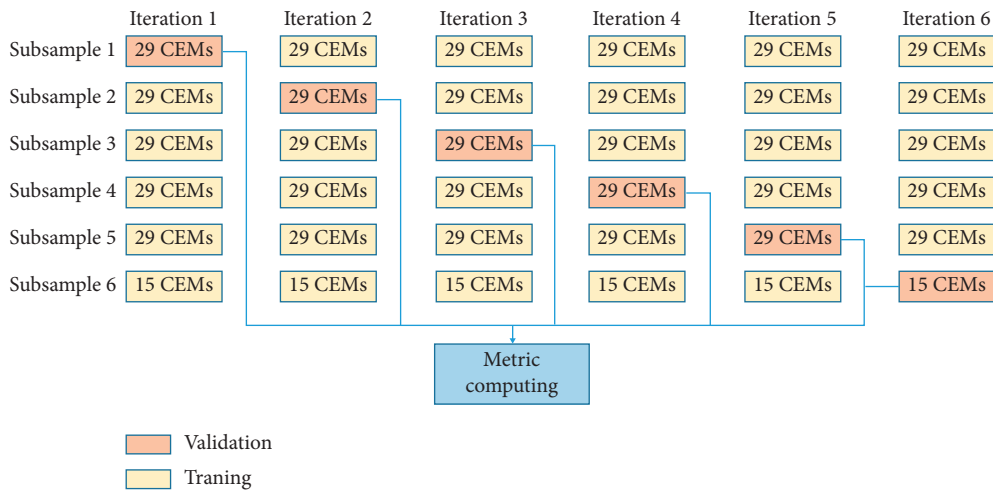 Iteration 1 Iteration 2 Iteration 3 Iteration 4 Iteration 5 Iteration 6
Subsample 1 29 CEMs 29 CEMs 29 CEMs 29 CEMs 29 CEMs 29 CEMs
Subsample 2 29 CEMs 29 CEMs 29 CEMs 29 CEMs 29 CEMs 29 CEMs
Subsample 3 29 CEMs 29 CEMs 29 CEMs 29 CEMs 29 CEMs 29 CEMs
Subsample 4 29 CEMs 29 CEMs 29 CEMs 29 CEMs 29 CEMs 29 CEMs
Subsample 5 29 CEMs 29 CEMs 29 CEMs 29 CEMs 29 CEMs 29 CEMs
Subsample 6 15 CEMs 15 CEMs 15 CEMs 15 CEMs 15 CEMs 15 CEMs
Metric
computing
Validation
Traning